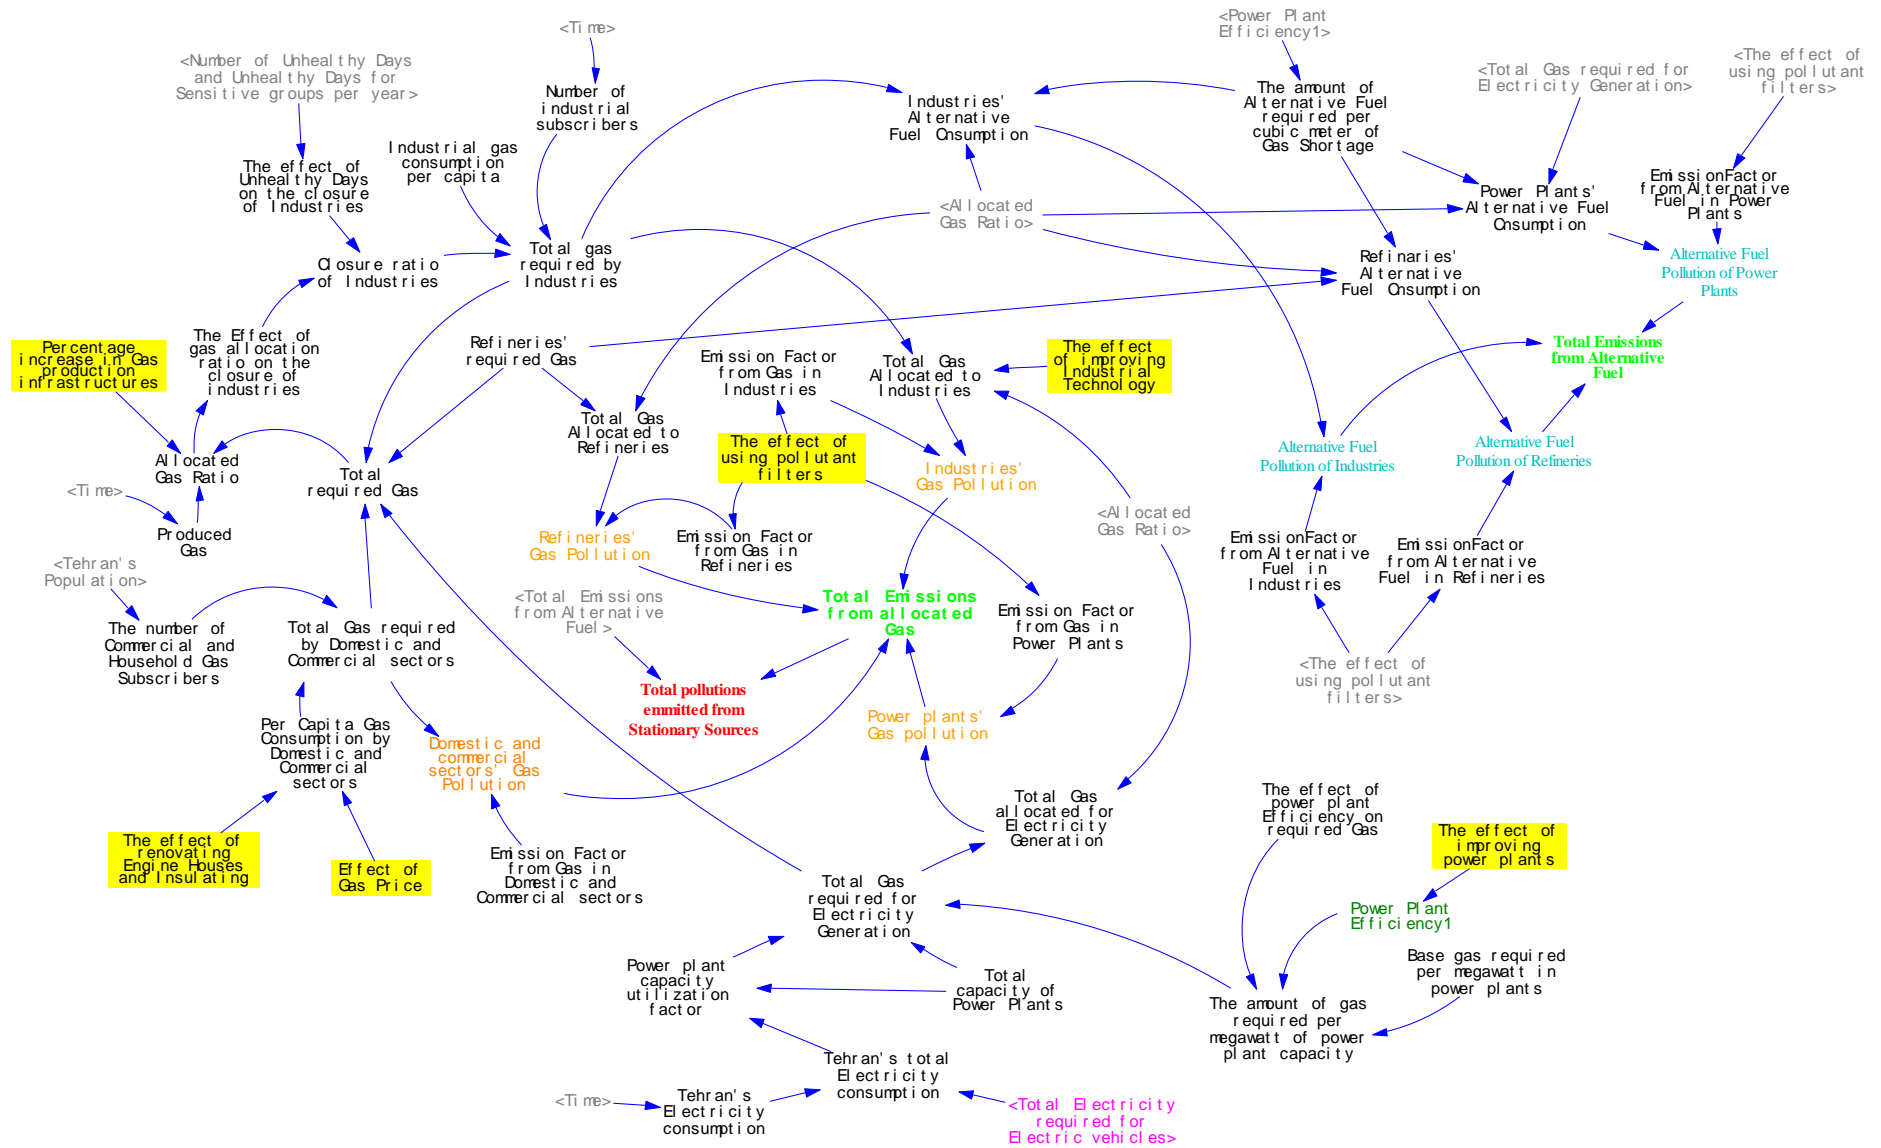 <Time>
<Power Plant
Efficiency1>
<Number of Unhealthy Days
and Unhealthy Days for
Sensitive groups per year>
<Total Gas required for
Electricity Generation>
<The effect of
using pollutant
filters>
Number of
industrial
subscribers
Industries'
Alternative
Fuel Cnsumption
The amount of
Alternative Fuel
required per
cubic meter of
Gas Shortage
Industrial gas
consumption
per capita
The effect of
Unhealthy Days
on the closure
of Industries
EmissionFactor
from Alternative
Fuel in Power
Plants
Power Plants'
Alternative Fuel
Cnsumption
<Allocated
Gas Ratio>
Total gas
required by
Industries
Closure ratio
of Industries
Refinaries'
Alternative
Fuel Cnsumption
Alternative Fuel
Pollution of Power
Plants
The Effect of
gas allocation
ratio on the
closure of
industries
Percentage
increase in Gas
production
infrastructures
Refineries'
required Gas
Emission Factor
from Gas in
Industries
Total Gas
Allocated to
Industries
The effect
of improving
Industrial
Technology
Total Emissions
from Alternative
Fuel
Total Gas
Allocated to
Refineries
The effect of
using pollutant
filters
Allocated
Gas Ratio
Total
required Gas
Industries'
Gas Pollution
Alternative Fuel
Pollution of Industries
Alternative Fuel
Pollution of Refineries
<Time>
Produced
Gas
Refineries'
Gas Pollution
Emission Factor
from Gas in
Refineries
<Allocated
Gas Ratio>
EmissionFactor
from Alternative
Fuel in
Industries
EmissionFactor
from Alternative
Fuel in Refineries
<Tehran's
Population>
<Total Emissions
from Alternative
Fuel>
Total Emissions
from allocated
Gas
Emission Factor
from Gas in
Power Plants
The number of
Commercial and
Household Gas
Subscribers
Total Gas required
by Domestic and
Commercial sectors
<The effect of
using pollutant
filters>
Total pollutions
emmitted from
Stationary Sources
Power plants'
Gas pollution
Per Capita Gas
Consumption by
Domestic and
Commercial
sectors
Domestic and
commercial
sectors' Gas
Pollution
The effect of
power plant
Efficiency on
required Gas
Total Gas
allocated for
Electricity
Generation
The effect of
renovating
Engine Houses
and Insulating
Effect of
Gas Price
Emission Factor
from Gas in
Domestic and
Commercial sectors
The effect of
improving
power plants
Total Gas
required for
Electricity
Generation
Power Plant
Efficiency1
Power plant
capacity
utilization
factor
Total
capacity of
Power Plants
Base gas required
per megawatt in
power plants
The amount of gas
required per
megawatt of power
plant capacity
Tehran's total
Electricity
consumption
<Time>
Tehran's
Electricity
consumption
<Total Electricity
required for
Electric vehicles>